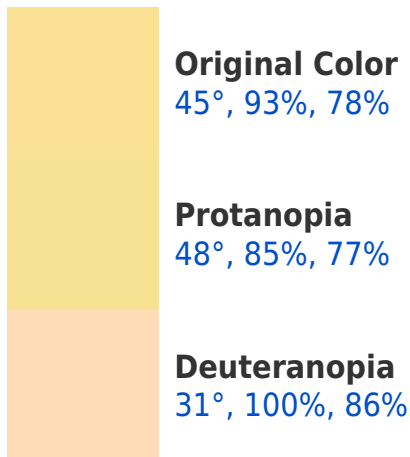 Original Color
45°, 93%, 78%
Protanopia
48°, 85%, 77%
Deuteranopia
31°, 100%, 86%